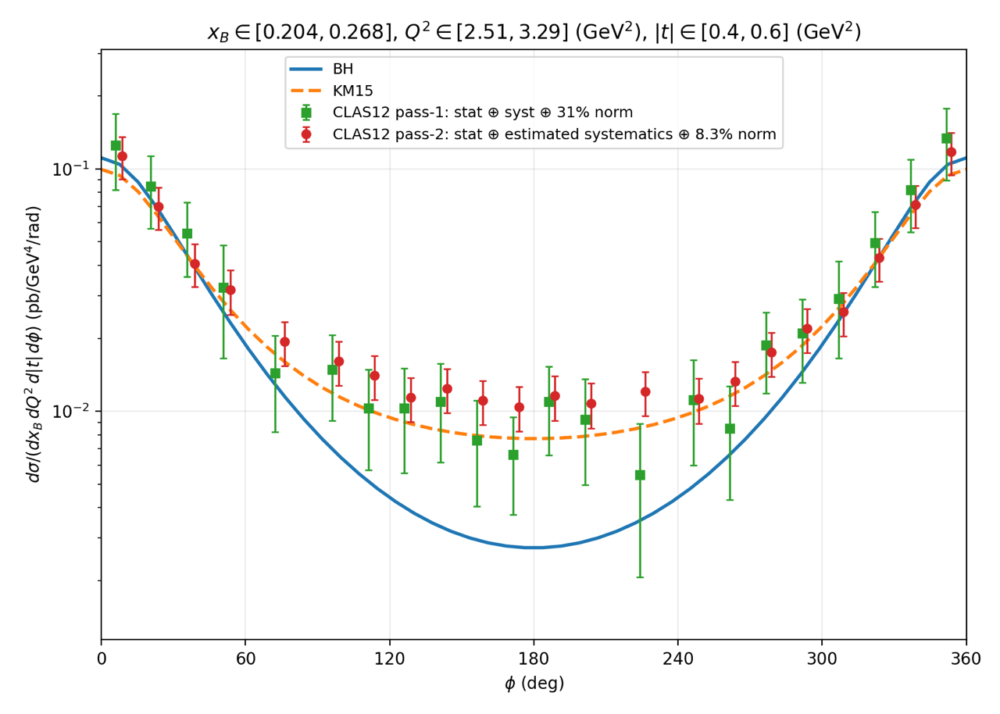 x_B ∈ [0.204, 0.268], Q² ∈ [2.51, 3.29] (GeV²), |t| ∈ [0.4, 0.6] (GeV²)
BH
KM15
CLAS12 pass-1: stat ⊕ syst ⊕ 31% norm
CLAS12 pass-2: stat ⊕ estimated systematics ⊕ 8.3% norm
dσ/(dx_B dQ² d|t| dϕ) (pb/GeV⁴/rad)
10⁻¹
10⁻²
0 60 120 180 240 300 360
ϕ (deg)